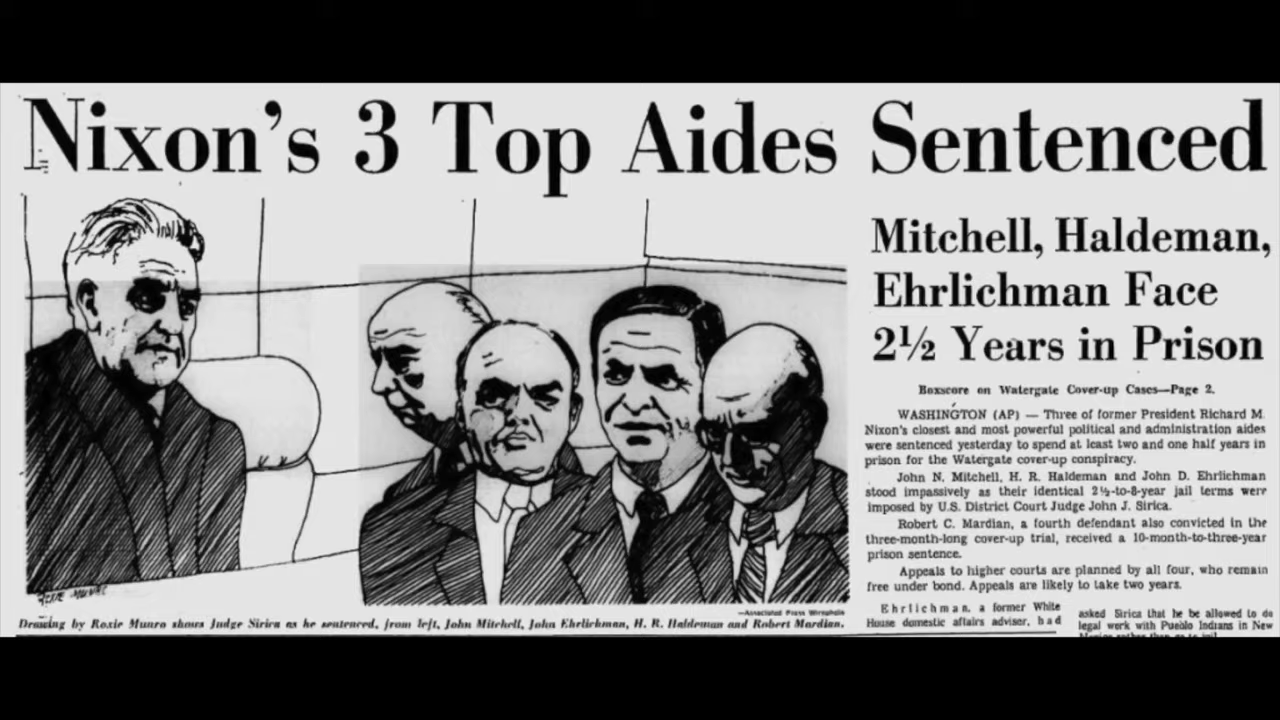 Nixon's 3 Top Aides Sentenced
Mitchell, Haldeman,
Ehrlichman Face
2½ Years in Prison
Boxscore on Watergate Cover-up Cases—Page 2.
WASHINGTON (AP) — Three of former President Richard M.
Nixon's closest and most powerful political and administration aides
were sentenced yesterday to spend at least two and one half years in
prison for the Watergate cover-up conspiracy.
John N. Mitchell, H. R. Haldeman and John D. Ehrlichman
stood impassively as their identical 2½-to-8-year jail terms were
imposed by U.S. District Court Judge John J. Sirica.
Robert C. Mardian, a fourth defendant also convicted in the
three-month-long cover-up trial, received a 10-month-to-three-year
prison sentence.
Appeals to higher courts are planned by all four, who remain
free under bond. Appeals are likely to take two years.
Ehrlichman, a former White
House domestic affairs adviser, had
asked Sirica that he be allowed to do
legal work with Pueblo Indians in New
—Associated Press Wirephoto
Drawing by Roxie Munro shows Judge Sirica as he sentenced, from left, John Mitchell, John Ehrlichman, H. R. Haldeman and Robert Mardian.